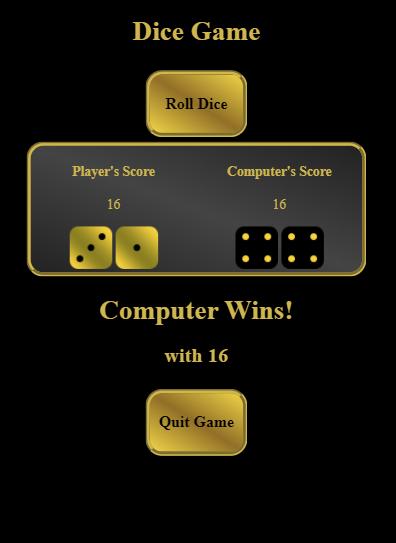 Dice Game
Roll Dice
Player's Score
Computer's Score
16
16
Computer Wins!
with 16
Quit Game